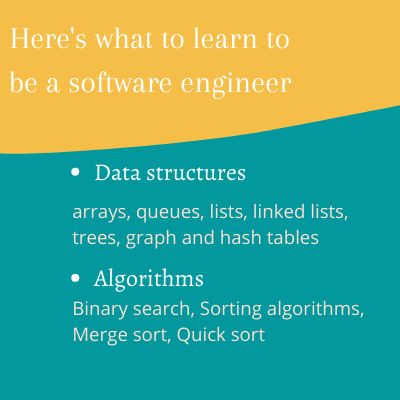 Here's what to learn to
be a software engineer
• Data structures
arrays, queues, lists, linked lists,
trees, graph and hash tables
• Algorithms
Binary search, Sorting algorithms,
Merge sort, Quick sort